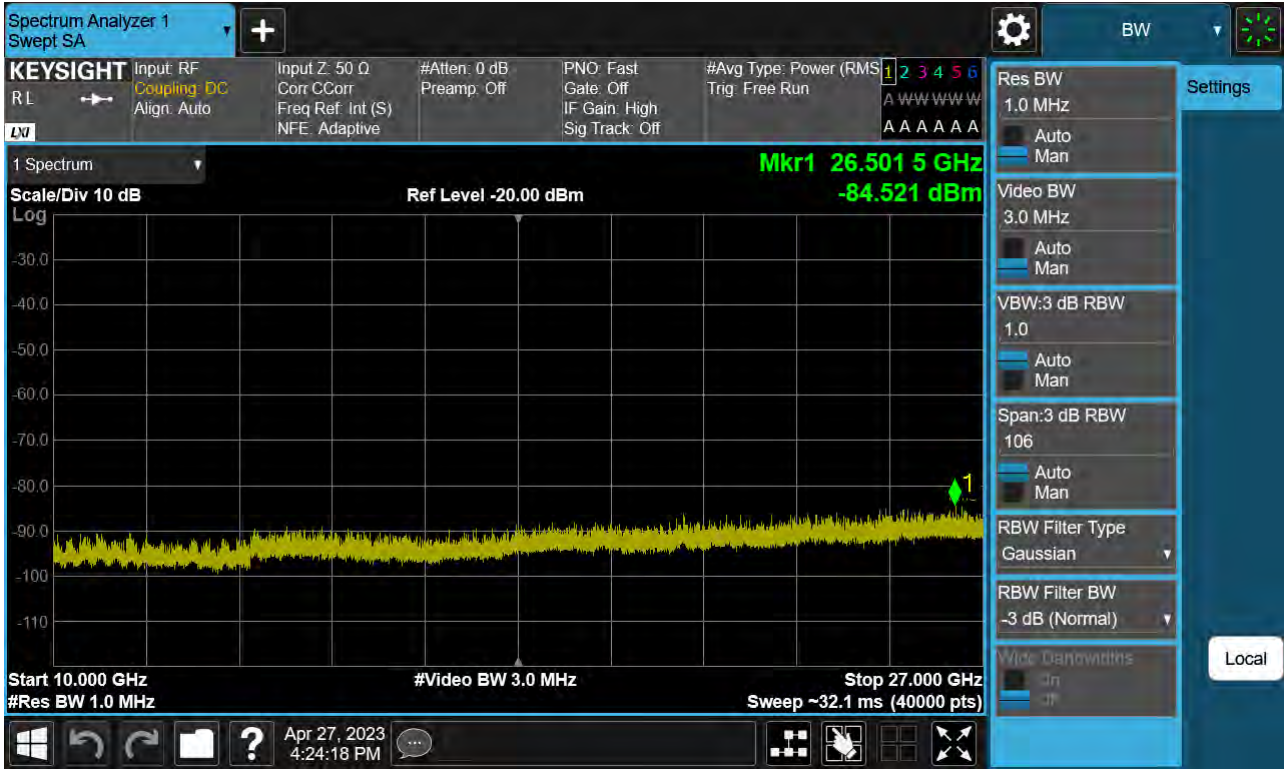 Spectrum Analyzer 1
Swept SA
+
BW
KEYSIGHT
RL
LXI
Input: RF
Coupling: DC
Align: Auto
Input Z: 50 Ω
Corr CCorr
Freq Ref: Int (S)
NFE: Adaptive
#Atten: 0 dB
Preamp: Off
PNO: Fast
Gate: Off
IF Gain: High
Sig Track: Off
#Avg Type: Power (RMS
Trig: Free Run
1 2 3 4 5 6
A W W W W W
A A A A A A
1 Spectrum
Scale/Div 10 dB
Ref Level -20.00 dBm
Mkr1 26.501 5 GHz
-84.521 dBm
Log
-30.0
-40.0
-50.0
-60.0
-70.0
-80.0
-90.0
-100
-110
1
Start 10.000 GHz
#Res BW 1.0 MHz
#Video BW 3.0 MHz
Stop 27.000 GHz
Sweep ~32.1 ms (40000 pts)
Res BW
1.0 MHz
Auto
Man
Video BW
3.0 MHz
Auto
Man
VBW:3 dB RBW
1.0
Auto
Man
Span:3 dB RBW
106
Auto
Man
RBW Filter Type
Gaussian
RBW Filter BW
-3 dB (Normal)
Settings
Local
?
Apr 27, 2023
4:24:18 PM